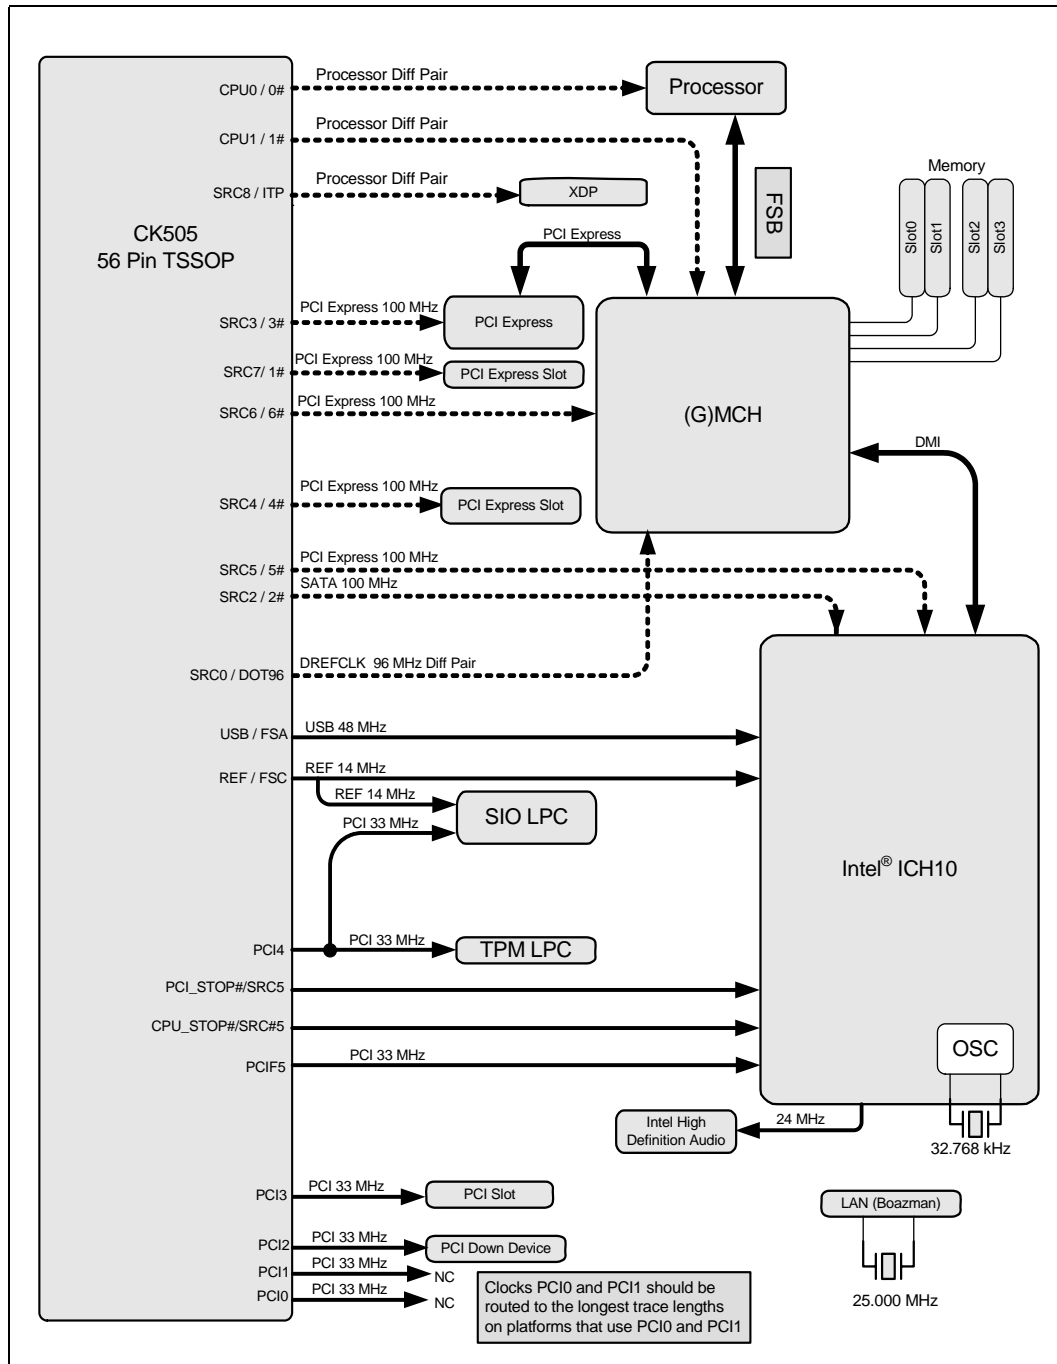 CPU0 / 0#
Processor Diff Pair
Processor
CPU1 / 1#
Processor Diff Pair
SRC8 / ITP
Processor Diff Pair
XDP
FSB
Memory
Slot0
Slot1
Slot2
Slot3
CK505
56 Pin TSSOP
PCI Express
SRC3 / 3#
PCI Express 100 MHz
PCI Express
SRC7/ 1#
PCI Express 100 MHz
PCI Express Slot
SRC6 / 6#
PCI Express 100 MHz
(G)MCH
DMI
SRC4 / 4#
PCI Express 100 MHz
PCI Express Slot
SRC5 / 5#
PCI Express 100 MHz
SRC2 / 2#
SATA 100 MHz
SRC0 / DOT96
DREFCLK 96 MHz Diff Pair
USB / FSA
USB 48 MHz
REF / FSC
REF 14 MHz
REF 14 MHz
SIO LPC
PCI 33 MHz
Intel® ICH10
PCI4
PCI 33 MHz
TPM LPC
PCI_STOP#/SRC5
CPU_STOP#/SRC#5
PCIF5
PCI 33 MHz
OSC
32.768 kHz
24 MHz
Intel High
Definition Audio
PCI3
PCI 33 MHz
PCI Slot
LAN (Boazman)
25.000 MHz
PCI2
PCI 33 MHz
PCI Down Device
PCI1
PCI 33 MHz
NC
PCI0
PCI 33 MHz
NC
Clocks PCI0 and PCI1 should be
routed to the longest trace lengths
on platforms that use PCI0 and PCI1